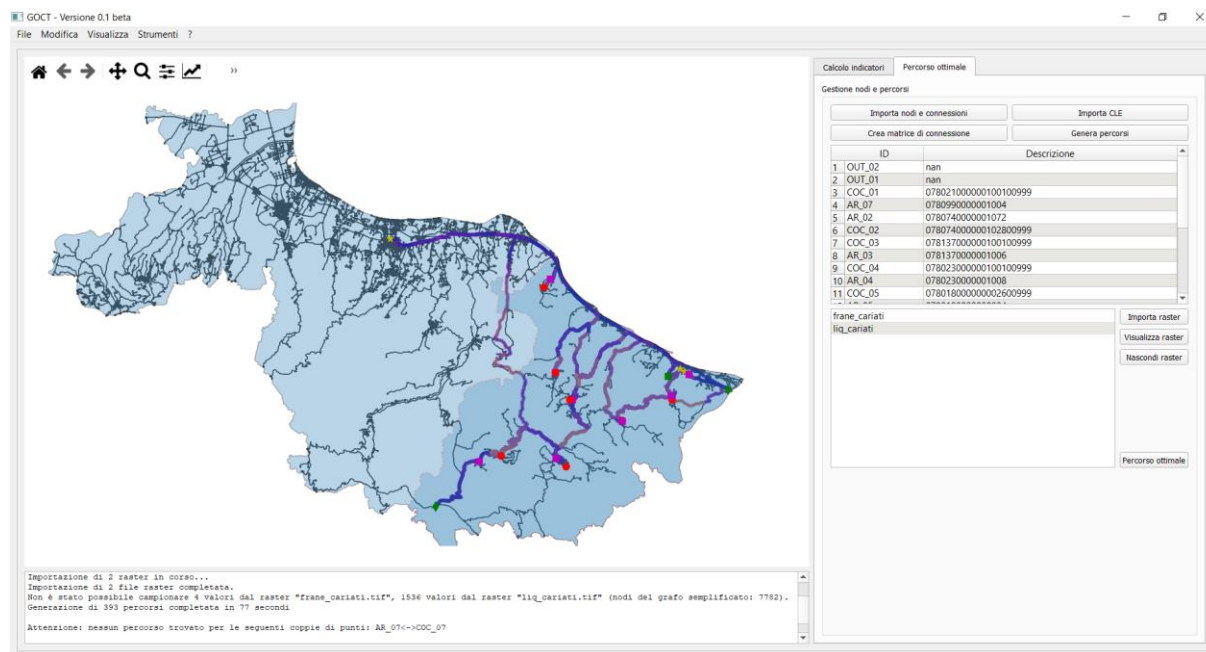 GOCT - Versione 0.1 beta
File Modifica Visualizza Strumenti ?
Calcolo indicatori Percorso ottimale
Gestione nodi e percorsi
Importa nodi e connessioni Importa CLE
Crea matrice di connessione Genera percorsi
ID Descrizione
1 OUT_02 nan
2 OUT_01 nan
3 COC_01 078021000000100100999
4 AR_07 0780990000001004
5 AR_02 0780740000001072
6 COC_02 078074000000102800999
7 COC_03 078137000000100100999
8 AR_03 0781370000001006
9 COC_04 078023000000100100999
10 AR_04 0780230000001008
11 COC_05 078018000000002600999
frane_cariati
liq_cariati
Importa raster
Visualizza raster
Nascondi raster
Percorso ottimale
Importazione di 2 raster in corso...
Importazione di 2 file raster completata.
Non è stato possibile campionare 4 valori dal raster "frane_cariati.tif", 1536 valori dal raster "liq_cariati.tif" (nodi del grafo semplificato: 7782).
Generazione di 393 percorsi completata in 77 secondi
Attenzione: nessun percorso trovato per le seguenti coppie di punti: AR_07<->COC_07